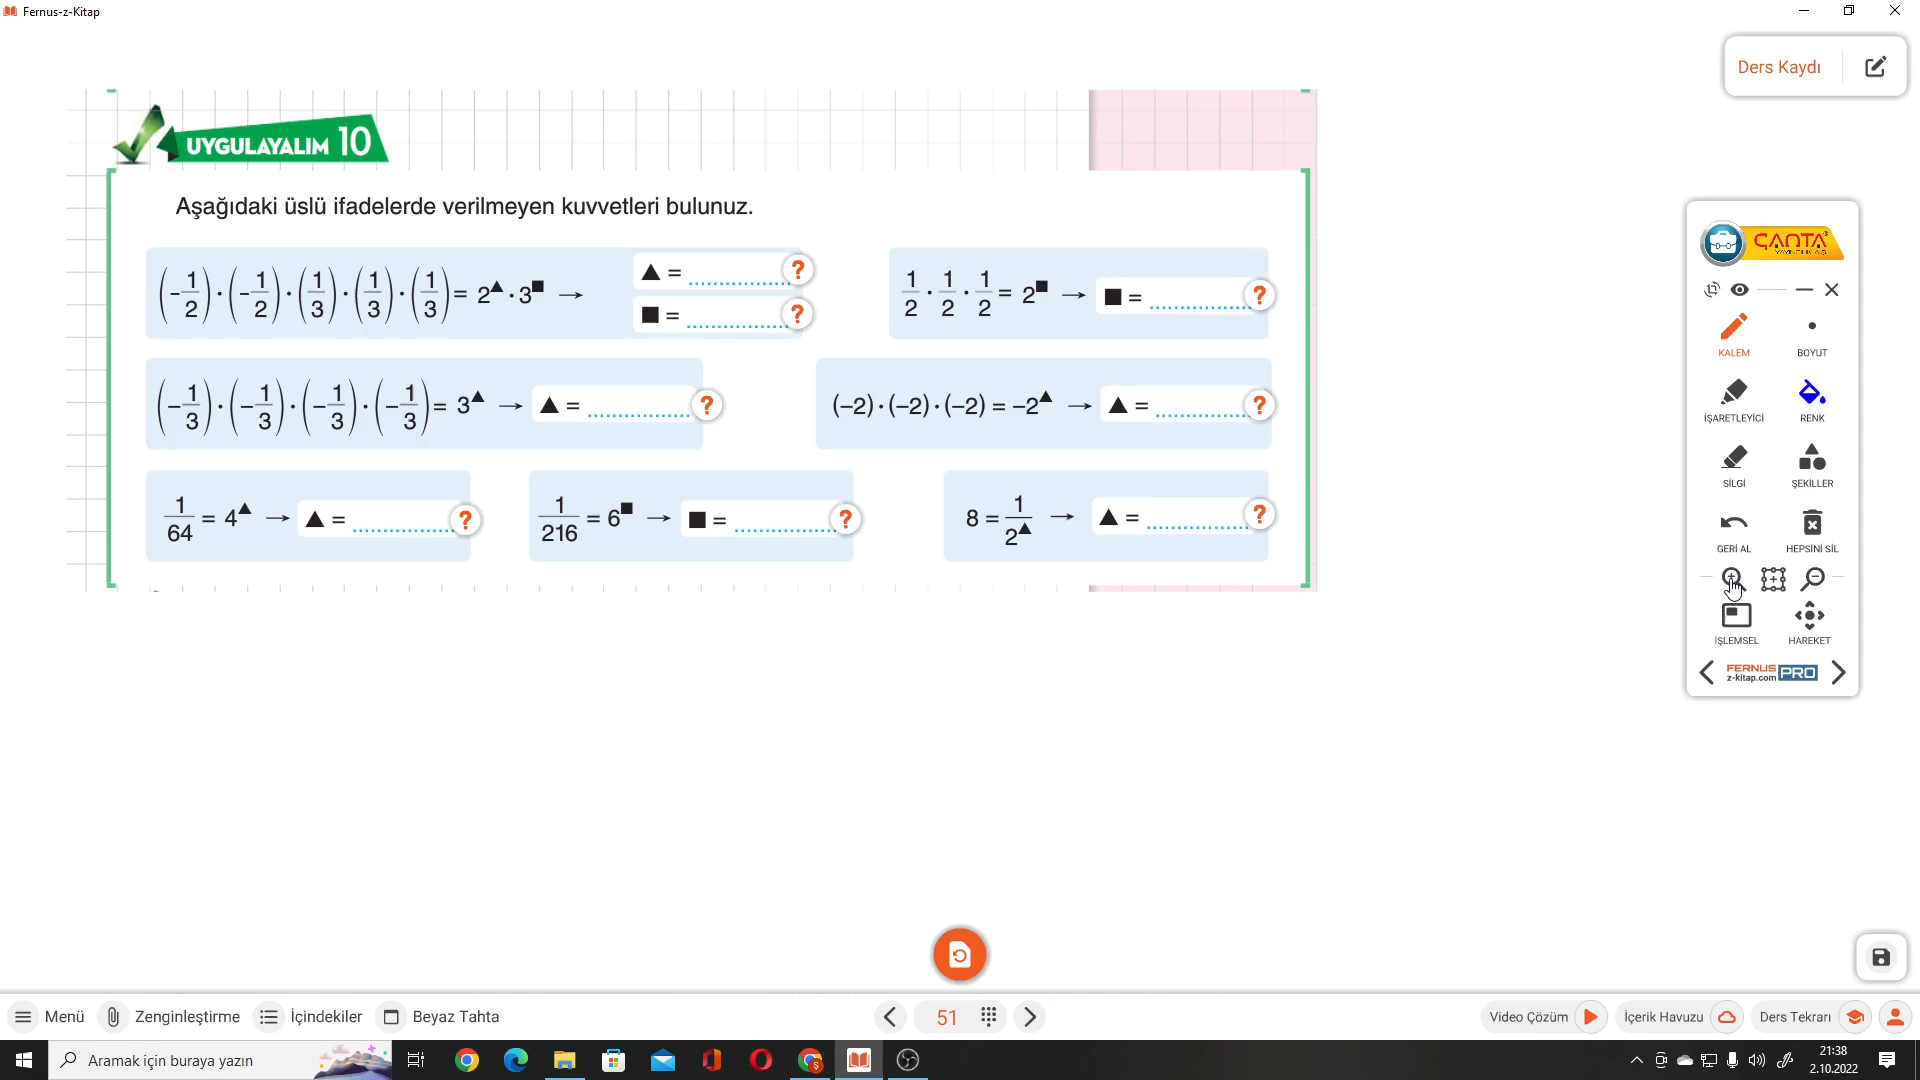 Fernus-z-Kitap
Ders Kaydı
UYGULAYALIM 10
Aşağıdaki üslü ifadelerde verilmeyen kuvvetleri bulunuz.
(-1/2)·(-1/2)·(1/3)·(1/3)·(1/3) = 2^▲·3^■ → ▲ = .................... ?
■ = .................... ?
1/2·1/2·1/2 = 2^■ → ■ = .................... ?
(-1/3)·(-1/3)·(-1/3)·(-1/3) = 3^▲ → ▲ = .................... ?
(–2)·(–2)·(–2) = –2^▲ → ▲ = .................... ?
1/64 = 4^▲ → ▲ = .................... ?
1/216 = 6^■ → ■ = .................... ?
8 = 1/2^▲ → ▲ = .................... ?
ÇANTA
YAYINCILIK AŞ
KALEM
BOYUT
İŞARETLEYİCİ
RENK
SİLGİ
ŞEKİLLER
GERİ AL
HEPSİNİ SİL
İŞLEMSEL
HAREKET
FERNUS
z-kitap.com PRO
Menü
Zenginleştirme
İçindekiler
Beyaz Tahta
51
Video Çözüm
İçerik Havuzu
Ders Tekrarı
Aramak için buraya yazın
21:38
2.10.2022